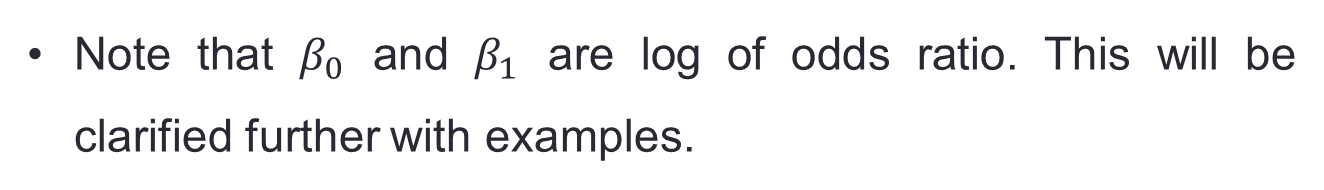 • Note that β₀ and β₁ are log of odds ratio. This will be
clarified further with examples.